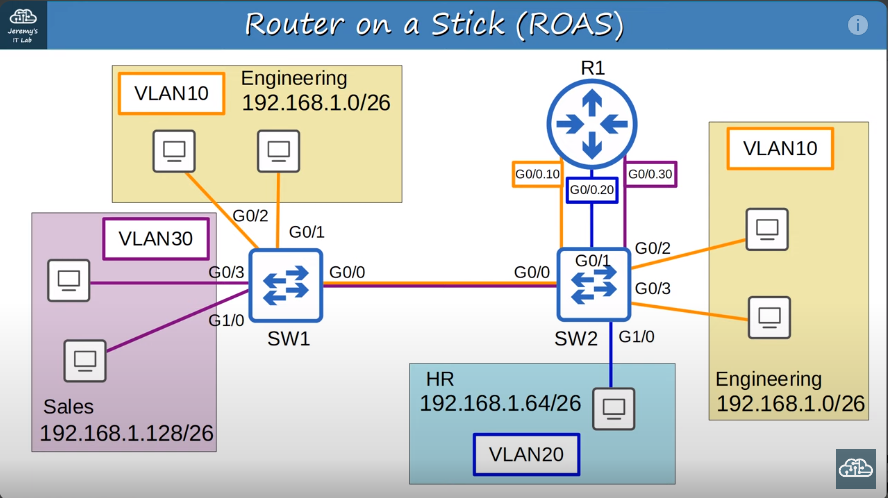 Jeremy's
IT Lab
Router on a Stick (ROAS)
i
VLAN10
Engineering
192.168.1.0/26
R1
G0/0.10
G0/0.20
G0/0.30
VLAN10
VLAN30
G0/2
G0/1
G0/3
G0/0
G1/0
SW1
G0/0
G0/1
G0/2
G0/3
SW2
G1/0
Sales
192.168.1.128/26
HR
192.168.1.64/26
VLAN20
Engineering
192.168.1.0/26